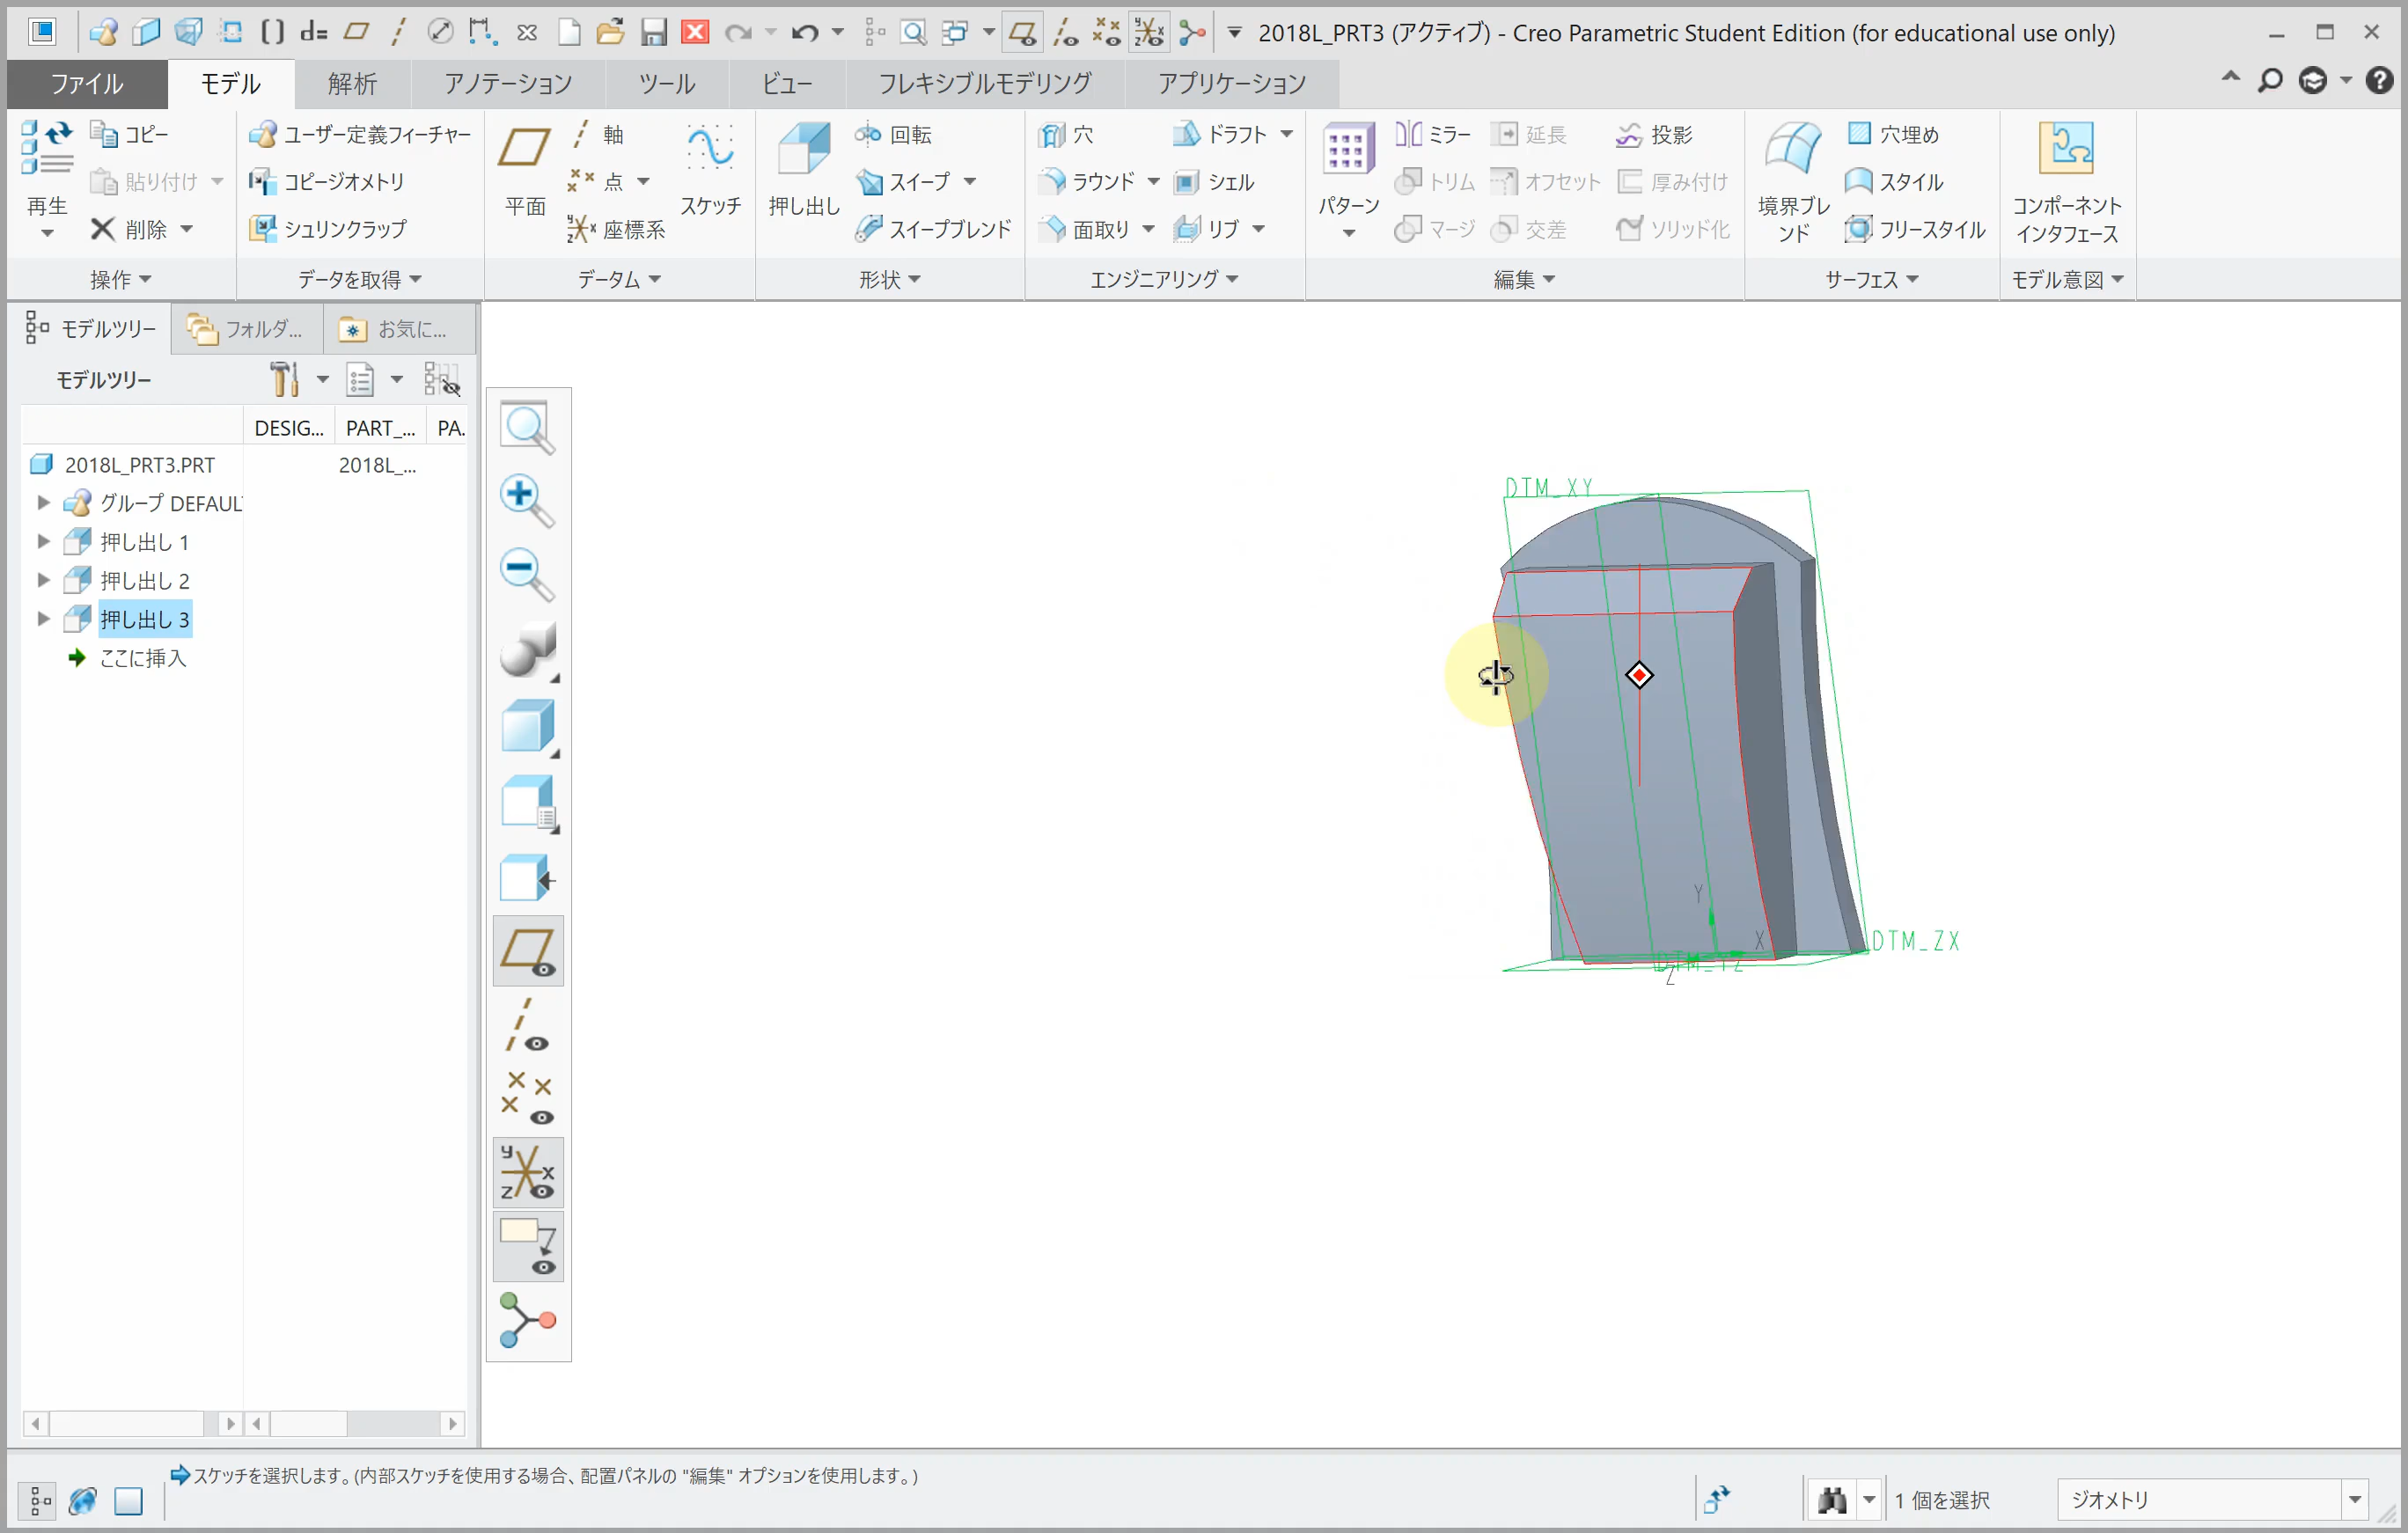 d=
2018L_PRT3 (アクティブ) - Creo Parametric Student Edition (for educational use only)
ファイル
モデル
解析
アノテーション
ツール
ビュー
フレキシブルモデリング
アプリケーション
再生
コピー
貼り付け
削除
ユーザー定義フィーチャー
コピージオメトリ
シュリンクラップ
平面
軸
点
座標系
スケッチ
押し出し
回転
スイープ
スイープブレンド
穴
ラウンド
面取り
ドラフト
シェル
リブ
パターン
ミラー
トリム
マージ
延長
オフセット
交差
投影
厚み付け
ソリッド化
境界ブレ
ンド
穴埋め
スタイル
フリースタイル
コンポーネント
インタフェース
操作
データを取得
データム
形状
エンジニアリング
編集
サーフェス
モデル意図
モデルツリー
フォルダ...
お気に...
モデルツリー
DESIG... PART_... PA.
2018L_PRT3.PRT 2018L_...
グループ DEFAUL
押し出し 1
押し出し 2
押し出し 3
ここに挿入
DTM_XY
Y
X
DTM_ZX
Z
スケッチを選択します。(内部スケッチを使用する場合、配置パネルの "編集" オプションを使用します。)
1 個を選択
ジオメトリ